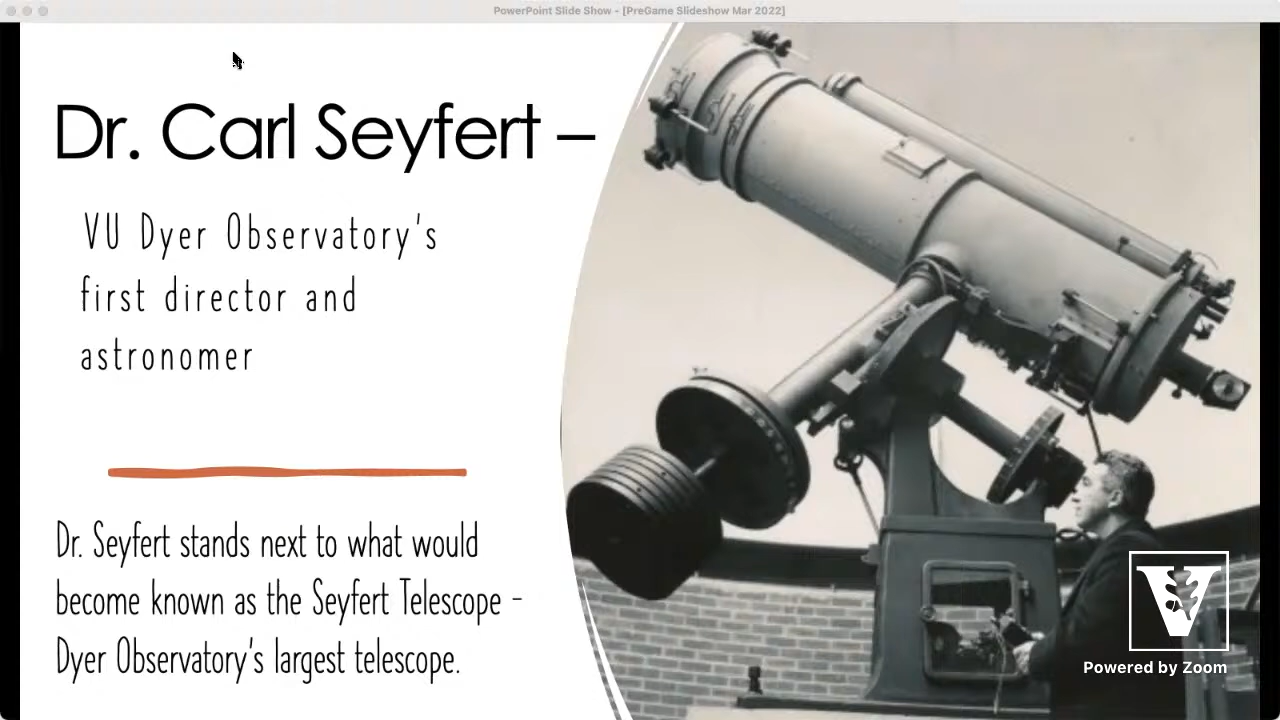 PowerPoint Slide Show - [PreGame Slideshow Mar 2022]
Dr. Carl Seyfert –
VU Dyer Observatory's
first director and
astronomer
Dr. Seyfert stands next to what would
become known as the Seyfert Telescope -
Dyer Observatory's largest telescope.
V
Powered by Zoom